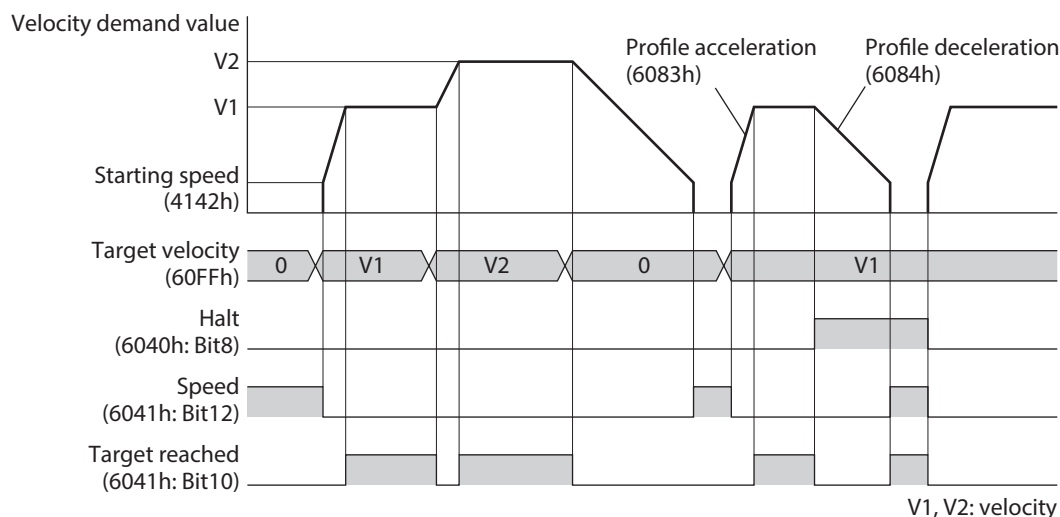 Velocity demand value
V2
V1
Starting speed
(4142h)
Profile acceleration
(6083h)
Profile deceleration
(6084h)
Target velocity
(60FFh)
0 V1 V2 0 V1
Halt
(6040h: Bit8)
Speed
(6041h: Bit12)
Target reached
(6041h: Bit10)
V1, V2: velocity